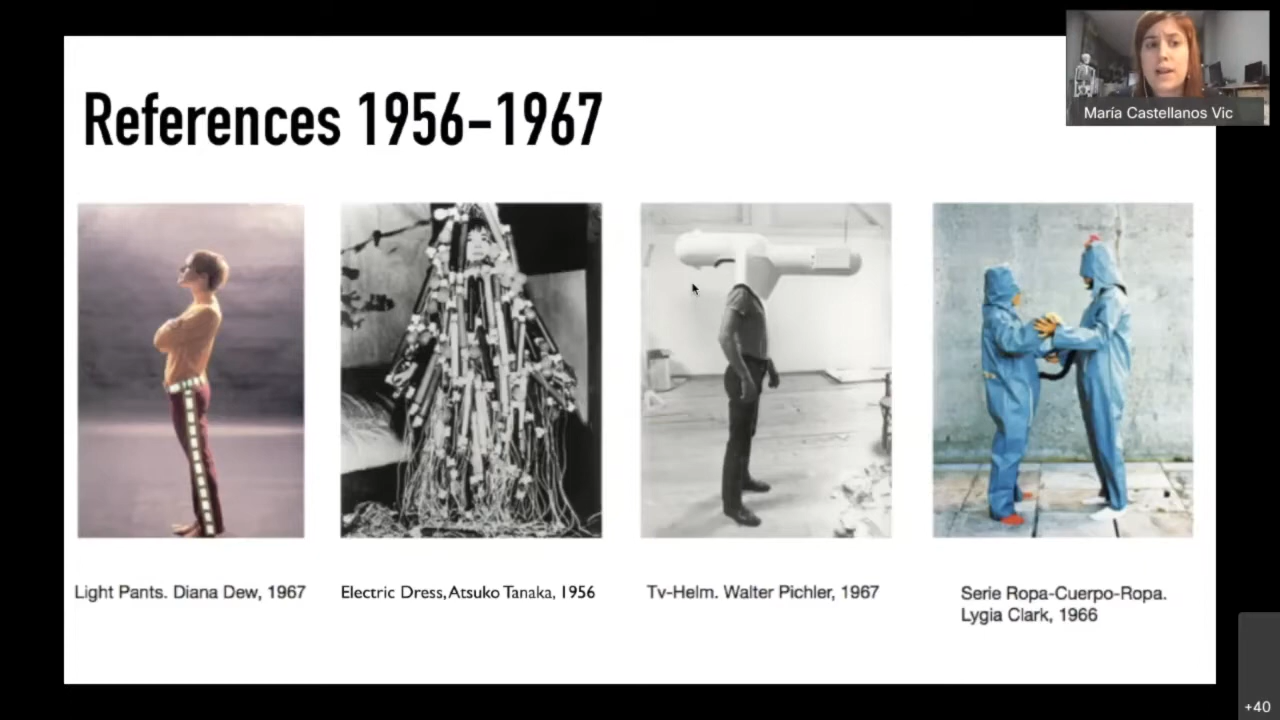 References 1956-1967
María Castellanos Vic
Light Pants. Diana Dew, 1967
Electric Dress, Atsuko Tanaka, 1956
Tv-Helm. Walter Pichler, 1967
Serie Ropa-Cuerpo-Ropa.
Lygia Clark, 1966
+40